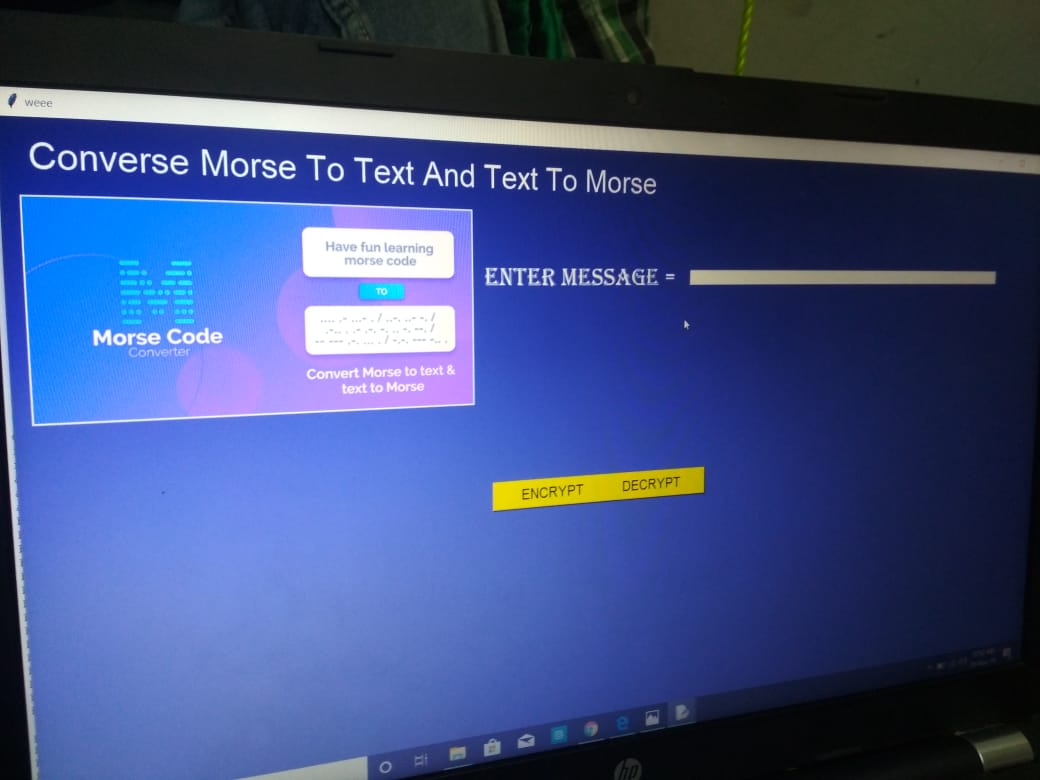 weee
Converse Morse To Text And Text To Morse
Have fun learning
morse code
TO
.... .- ...- . / ..-. ..- -. /
.-.. . .- .-. -. .. -. --. /
-- --- .-. ... . / -.-. --- -.. .
Morse Code
Converter
Convert Morse to text &
text to Morse
ENTER MESSAGE =
ENCRYPT DECRYPT
hp